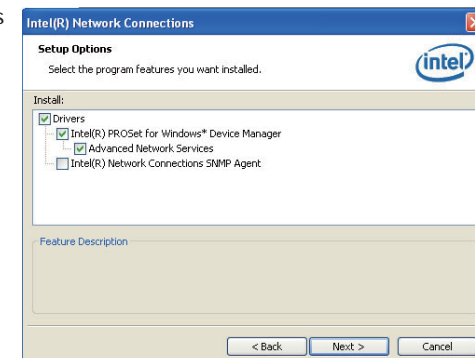 s
Intel(R) Network Connections
Setup Options
Select the program features you want installed.
intel
Install:
Drivers
Intel(R) PROSet for Windows* Device Manager
Advanced Network Services
Intel(R) Network Connections SNMP Agent
Feature Description
< Back Next > Cancel